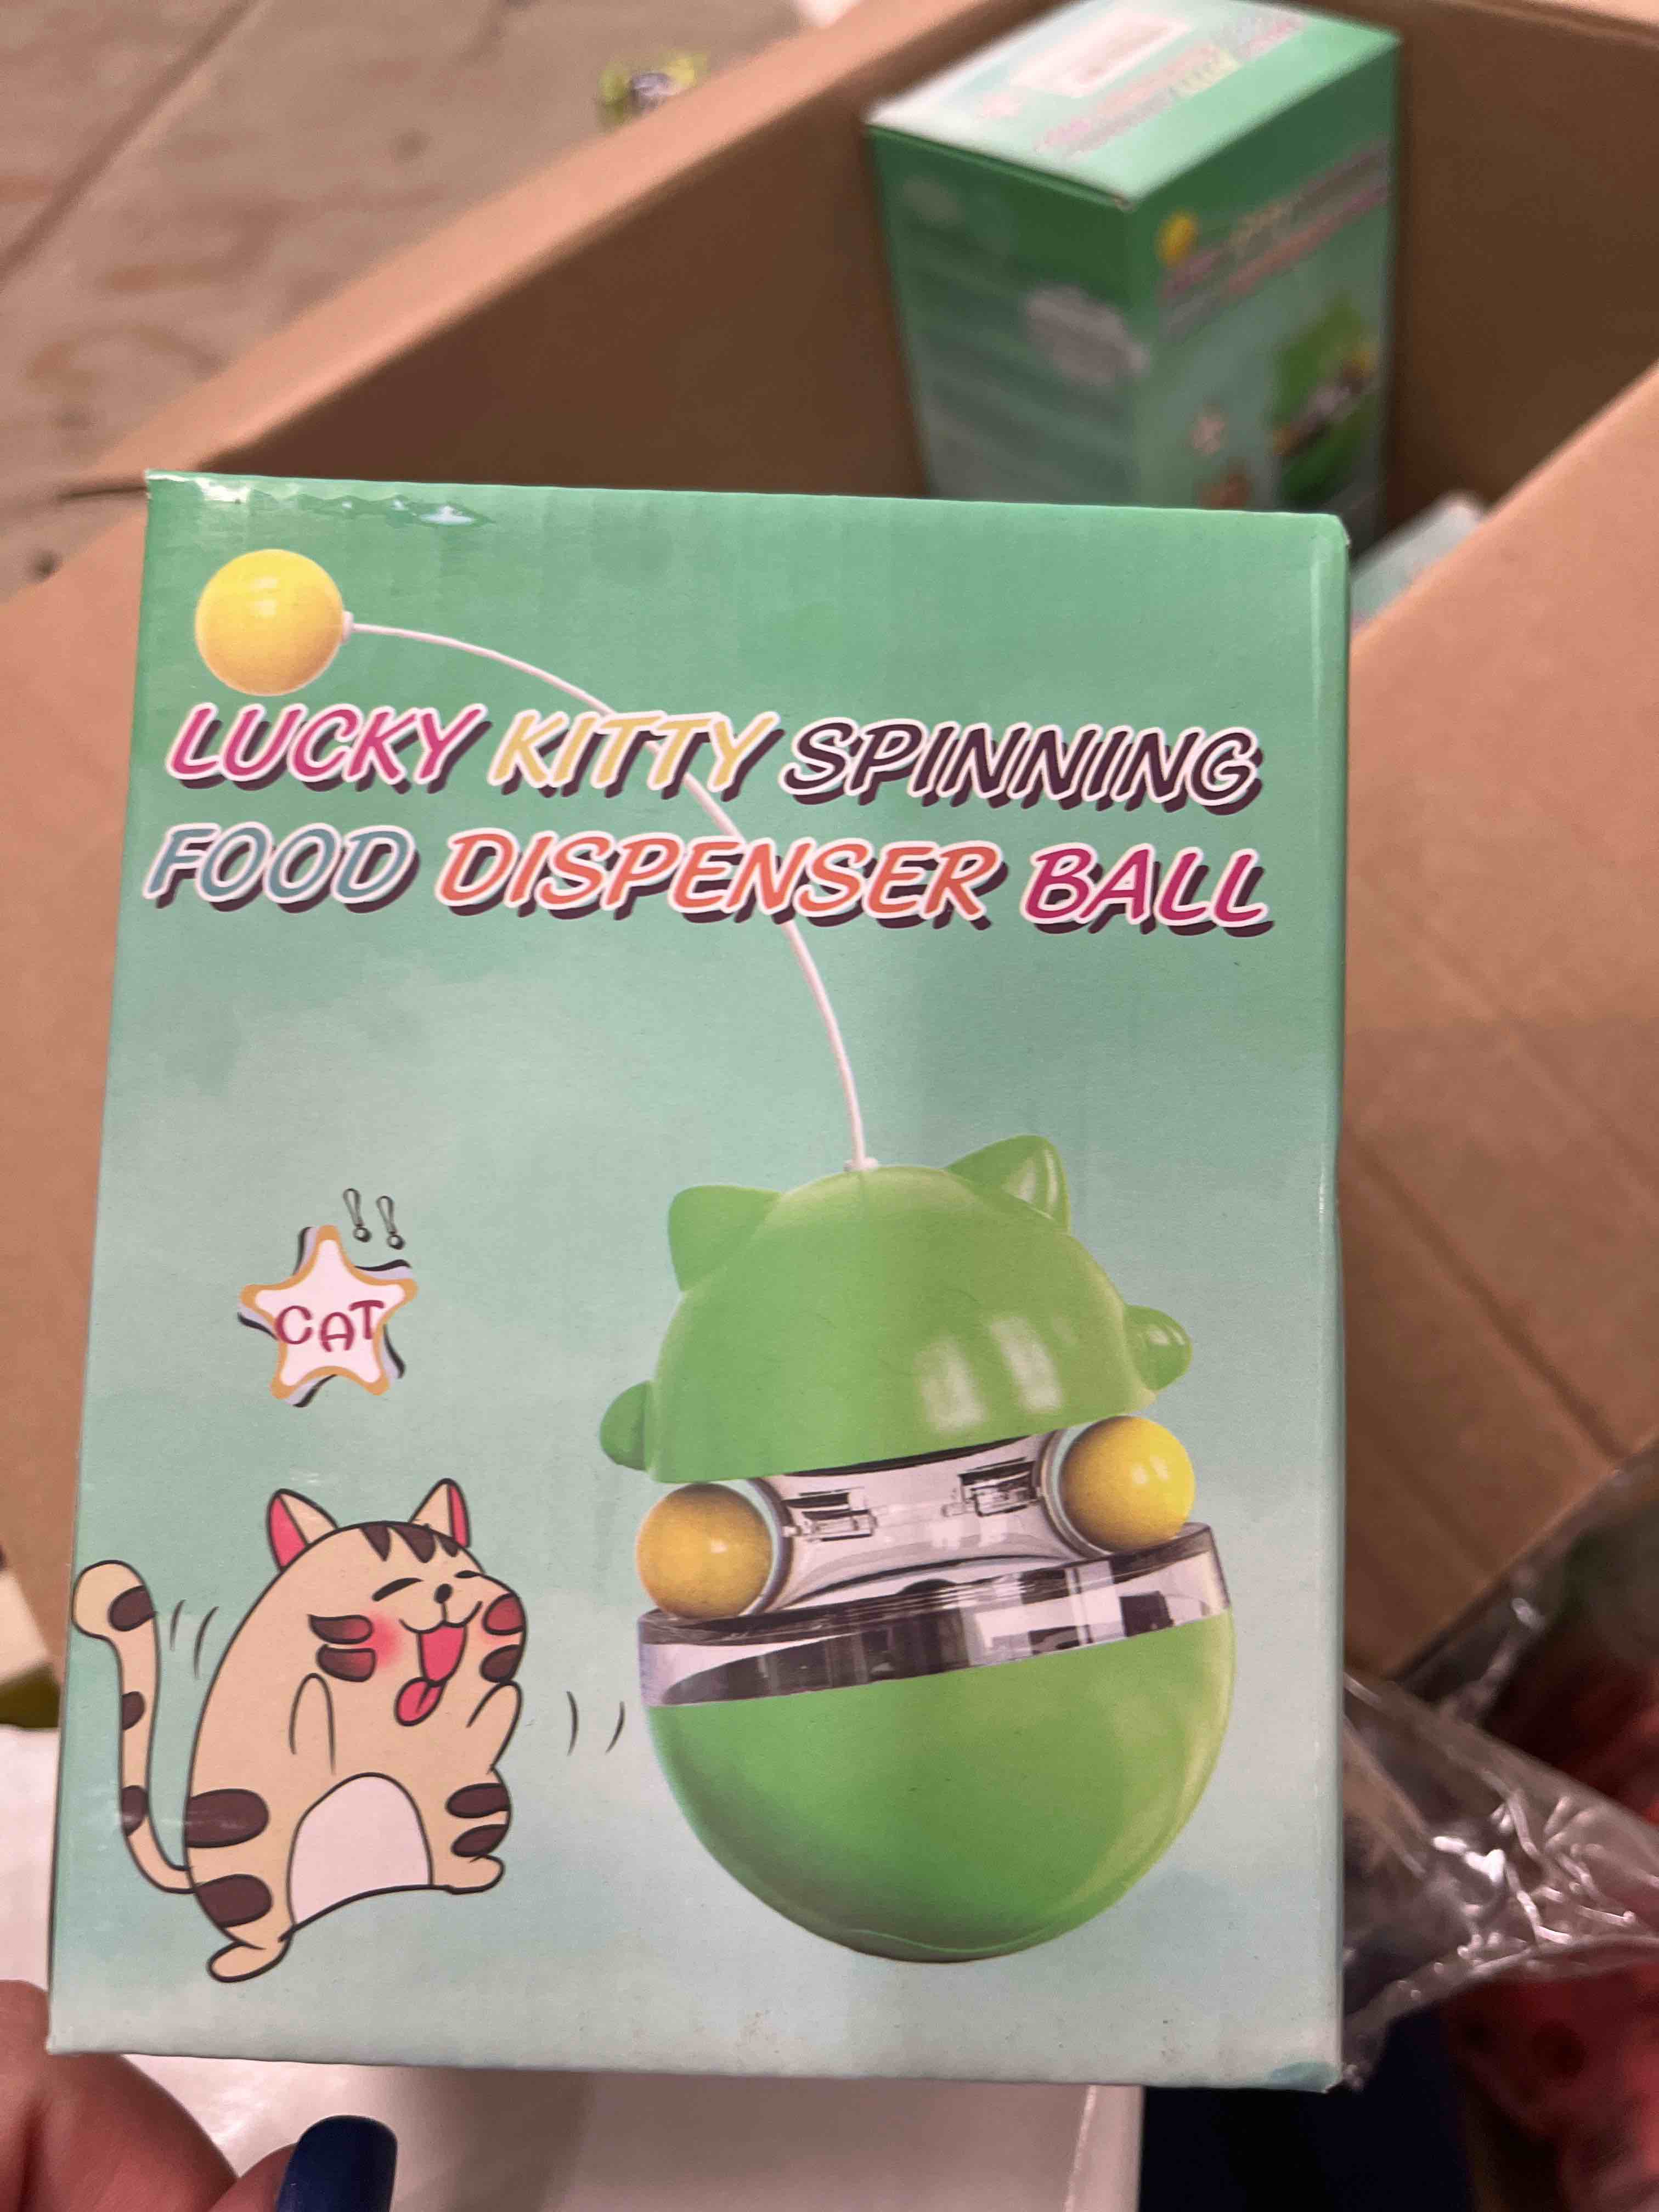 LUCKY KITTY SPINNING
FOOD DISPENSER BALL
!!
CAT